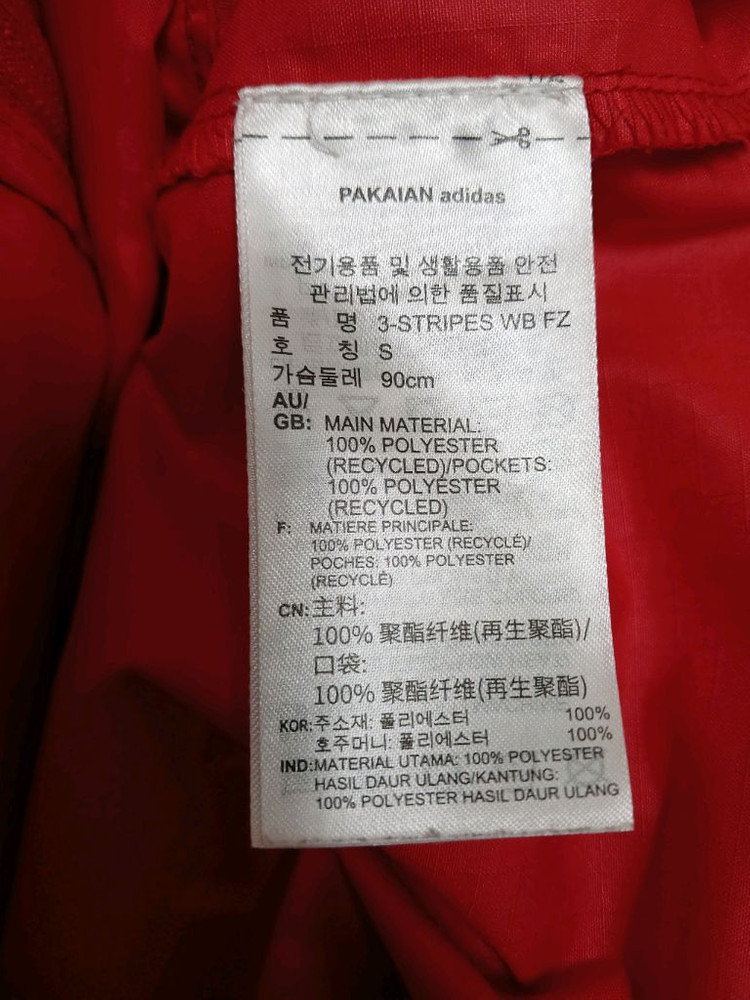 PAKAIAN adidas
전기용품 및 생활용품 안전
관리법에 의한 품질표시
품 명 3-STRIPES WB FZ
호 칭 S
가슴둘레 90cm
AU/
GB: MAIN MATERIAL:
100% POLYESTER
(RECYCLED)/POCKETS:
100% POLYESTER
(RECYCLED)
F: MATIERE PRINCIPALE:
100% POLYESTER (RECYCLÉ)/
POCHES: 100% POLYESTER
(RECYCLÉ)
CN:主料:
100% 聚酯纤维(再生聚酯)/
口袋:
100% 聚酯纤维(再生聚酯)
KOR:주소재: 폴리에스터 100%
호주머니: 폴리에스터 100%
IND:MATERIAL UTAMA: 100% POLYESTER
HASIL DAUR ULANG/KANTUNG:
100% POLYESTER HASIL DAUR ULANG